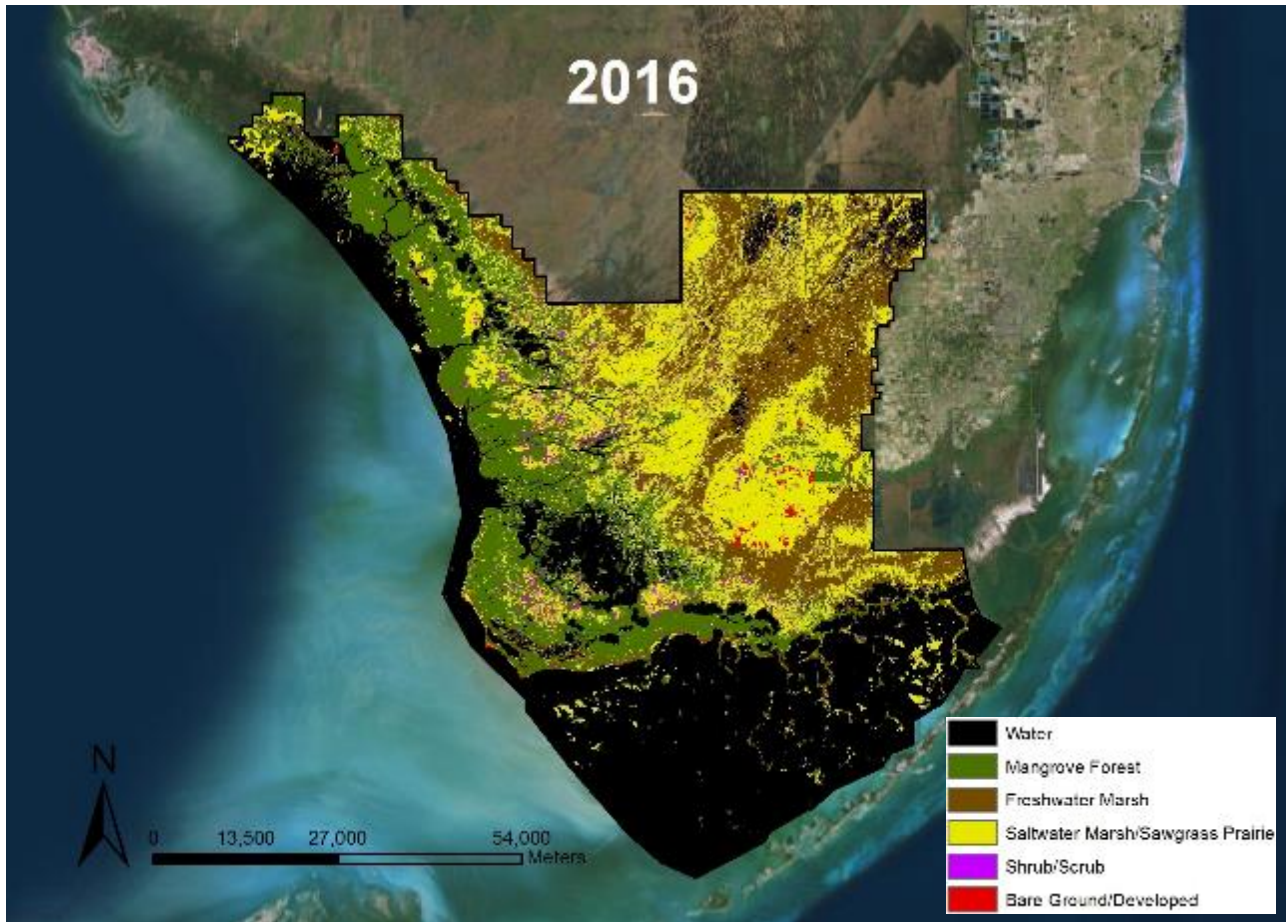 2016
N
0 13,500 27,000 54,000
Meters
Water
Mangrove Forest
Freshwater Marsh
Saltwater Marsh/Sawgrass Prairie
Shrub/Scrub
Bare Ground/Developed